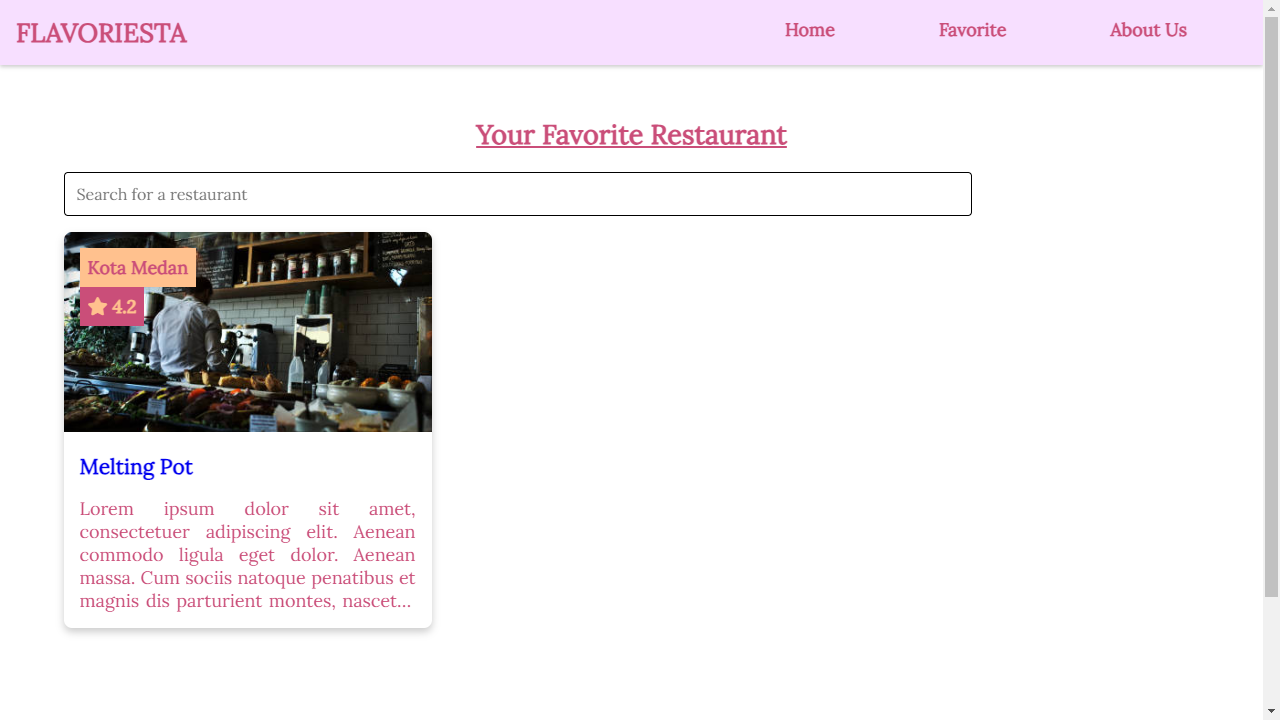 FLAVORIESTA
Home
Favorite
About Us
Your Favorite Restaurant
Search for a restaurant
Kota Medan
4.2
Melting Pot
Lorem ipsum dolor sit amet,
consectetuer adipiscing elit. Aenean
commodo ligula eget dolor. Aenean
massa. Cum sociis natoque penatibus et
magnis dis parturient montes, nascet...